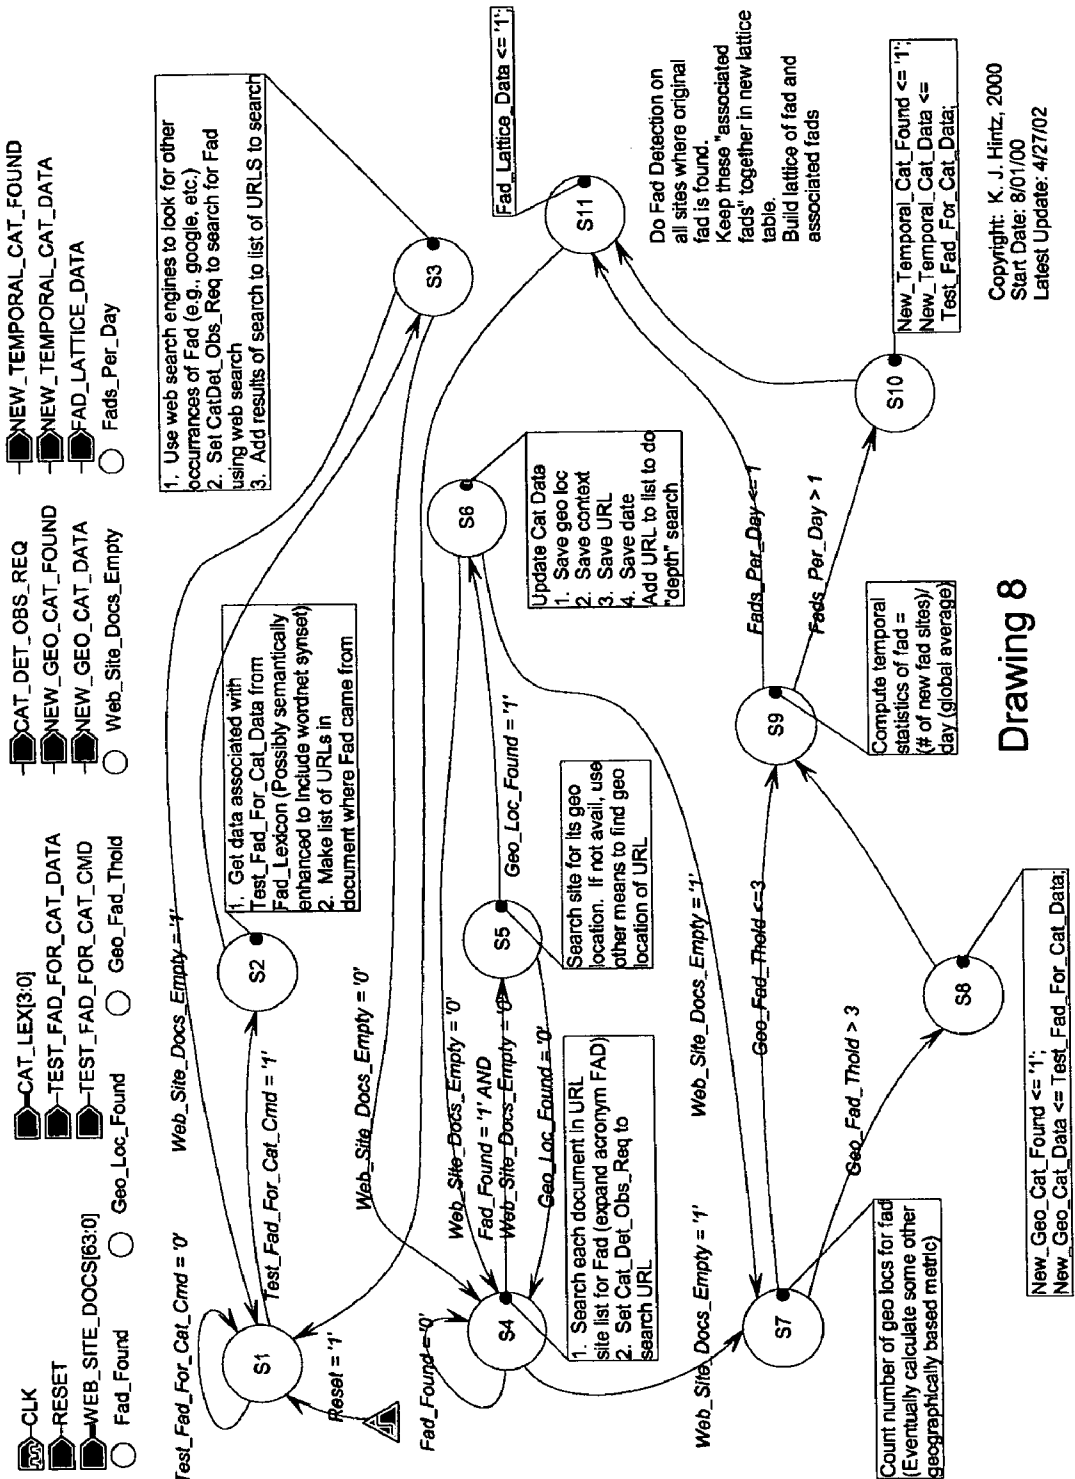 CLK
RESET
WEB_SITE_DOCS[63:0]
Fad_Found
Geo_Loc_Found
CAT_LEX[3:0]
TEST_FAD_FOR_CAT_DATA
TEST_FAD_FOR_CAT_CMD
Geo_Fad_Thold
CAT_DET_OBS_REQ
NEW_GEO_CAT_FOUND
NEW_GEO_CAT_DATA
Web_Site_Docs_Empty
NEW_TEMPORAL_CAT_FOUND
NEW_TEMPORAL_CAT_DATA
FAD_LATTICE_DATA
Fads_Per_Day
Test_Fad_For_Cat_Cmd = '0'
S1
Reset = '1'
Test_Fad_For_Cat_Cmd = '1'
Web_Site_Docs_Empty = '1'
S2
1. Get data associated with
Test_Fad_For_Cat_Data from
Fad_Lexicon (Possibly semantically
enhanced to include wordnet synset)
2. Make list of URLs in
document where Fad came from
1. Use web search engines to look for other
occurrances of Fad (e.g., google, etc.)
2. Set CatDet_Obs_Req to search for Fad
using web search
3. Add results of search to list of URLS to search
S3
Web_Site_Docs_Empty = '0'
Fad_Found = '0'
S4
Web_Site_Docs_Empty = '0'
Fad_Found = '1' AND
Web_Site_Docs_Empty = '0'
Geo_Loc_Found = '0'
1. Search each document in URL
site list for Fad (expand acronym FAD)
2. Set Cat_Det_Obs_Req to
search URL
S5
Geo_Loc_Found = '1'
Search site for its geo
location. If not avail, use
other means to find geo
location of URL
S6
Update Cat Data
1. Save geo loc
2. Save context
3. Save URL
4. Save date
Add URL to list to do
"depth" search
S11
Fad_Lattice_Data <= '1';
Do Fad Detection on
all sites where original
fad is found.
Keep these "associated
fads" together in new lattice
table.
Build lattice of fad and
associated fads
Web_Site_Docs_Empty = '1'
Web_Site_Docs_Empty = '1'
S7
Count number of geo locs for fad
(Eventually calculate some other
geographically based metric)
Geo_Fad_Thold <=3
Geo_Fad_Thold > 3
S8
New_Geo_Cat_Found <= '1';
New_Geo_Cat_Data <= Test_Fad_For_Cat_Data;
S9
Compute temporal
statistics of fad =
(# of new fad sites)/
day (global average)
Fads_Per_Day <= 1
Fads_Per_Day > 1
S10
New_Temporal_Cat_Found <= '1';
New_Temporal_Cat_Data <=
Test_Fad_For_Cat_Data;
Drawing 8
Copyright: K. J. Hintz, 2000
Start Date: 8/01/00
Latest Update: 4/27/02